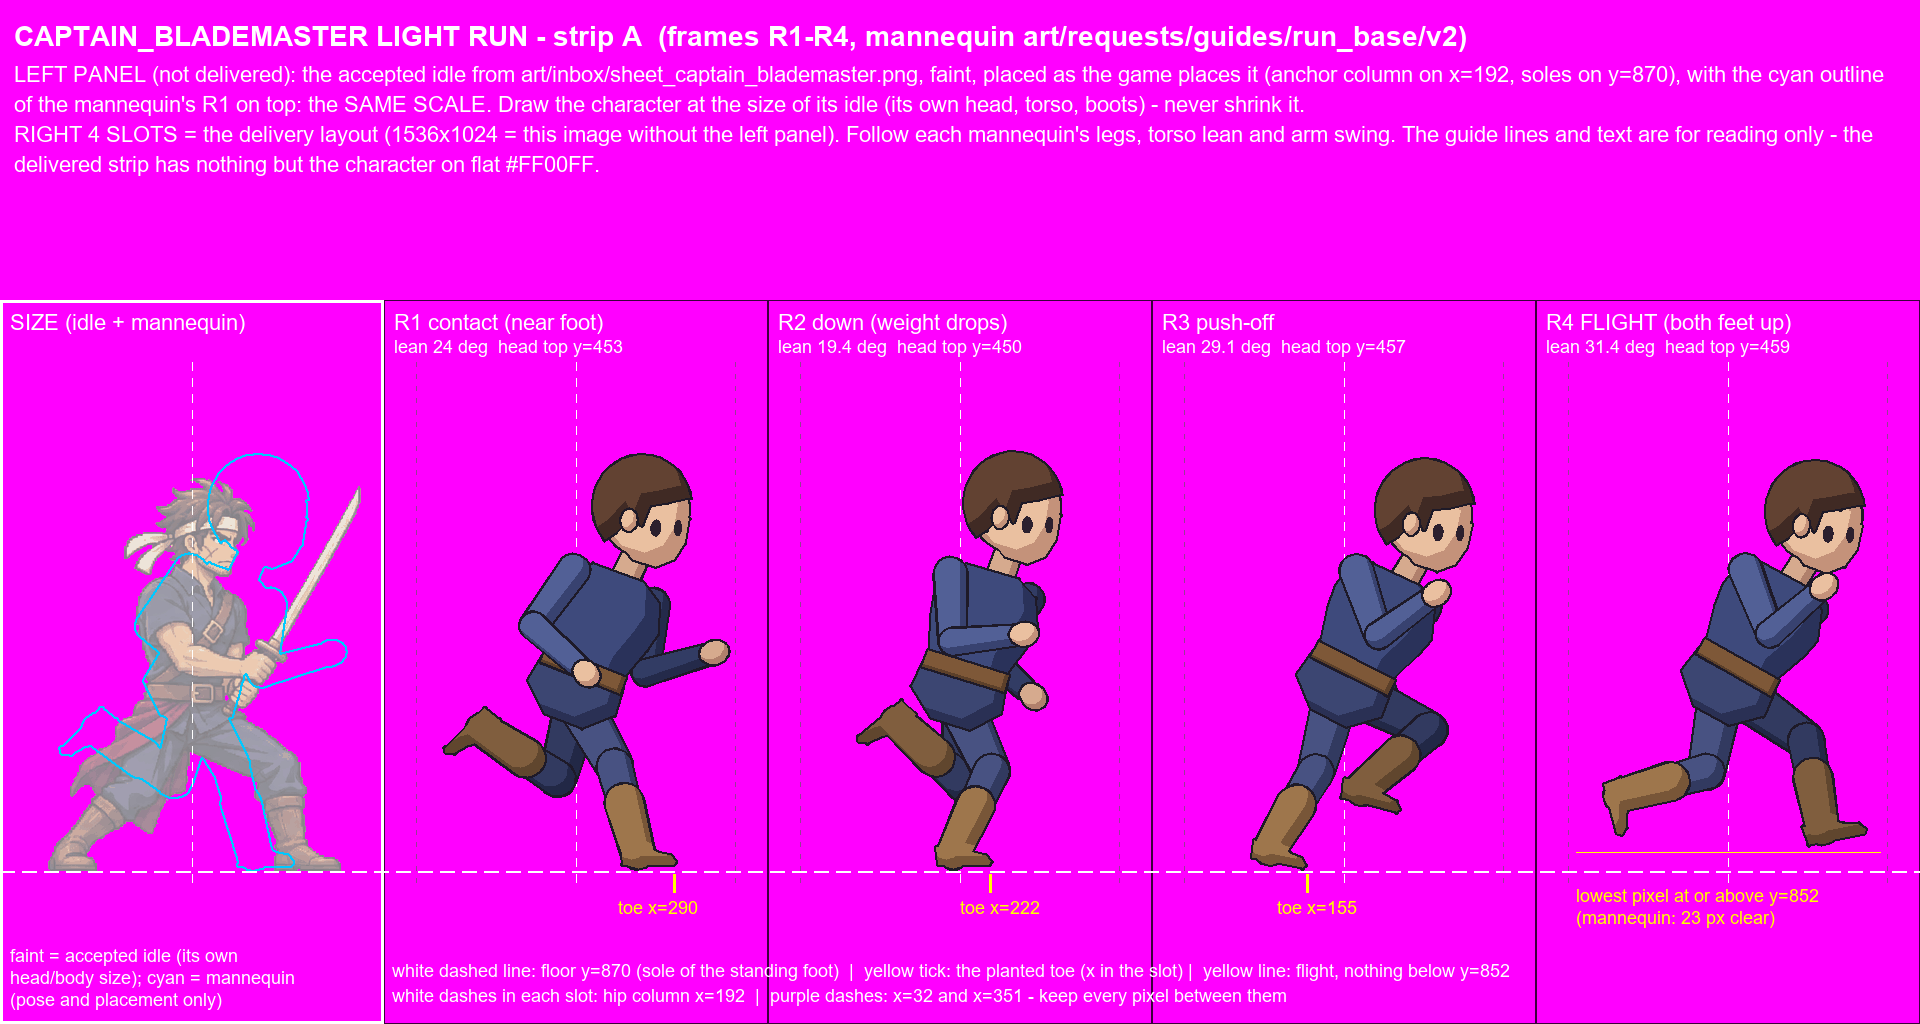 CAPTAIN_BLADEMASTER LIGHT RUN - strip A  (frames R1-R4, mannequin art/requests/guides/run_base/v2)
LEFT PANEL (not delivered): the accepted idle from art/inbox/sheet_captain_blademaster.png, faint, placed as the game places it (anchor column on x=192, soles on y=870), with the cyan outline
of the mannequin's R1 on top: the SAME SCALE. Draw the character at the size of its idle (its own head, torso, boots) - never shrink it.
RIGHT 4 SLOTS = the delivery layout (1536x1024 = this image without the left panel). Follow each mannequin's legs, torso lean and arm swing. The guide lines and text are for reading only - the
delivered strip has nothing but the character on flat #FF00FF.
SIZE (idle + mannequin)
R1 contact (near foot)
lean 24 deg  head top y=453
R2 down (weight drops)
lean 19.4 deg  head top y=450
R3 push-off
lean 29.1 deg  head top y=457
R4 FLIGHT (both feet up)
lean 31.4 deg  head top y=459
toe x=290
toe x=222
toe x=155
lowest pixel at or above y=852
(mannequin: 23 px clear)
faint = accepted idle (its own
head/body size); cyan = mannequin
(pose and placement only)
white dashed line: floor y=870 (sole of the standing foot)  |  yellow tick: the planted toe (x in the slot) |  yellow line: flight, nothing below y=852
white dashes in each slot: hip column x=192  |  purple dashes: x=32 and x=351 - keep every pixel between them